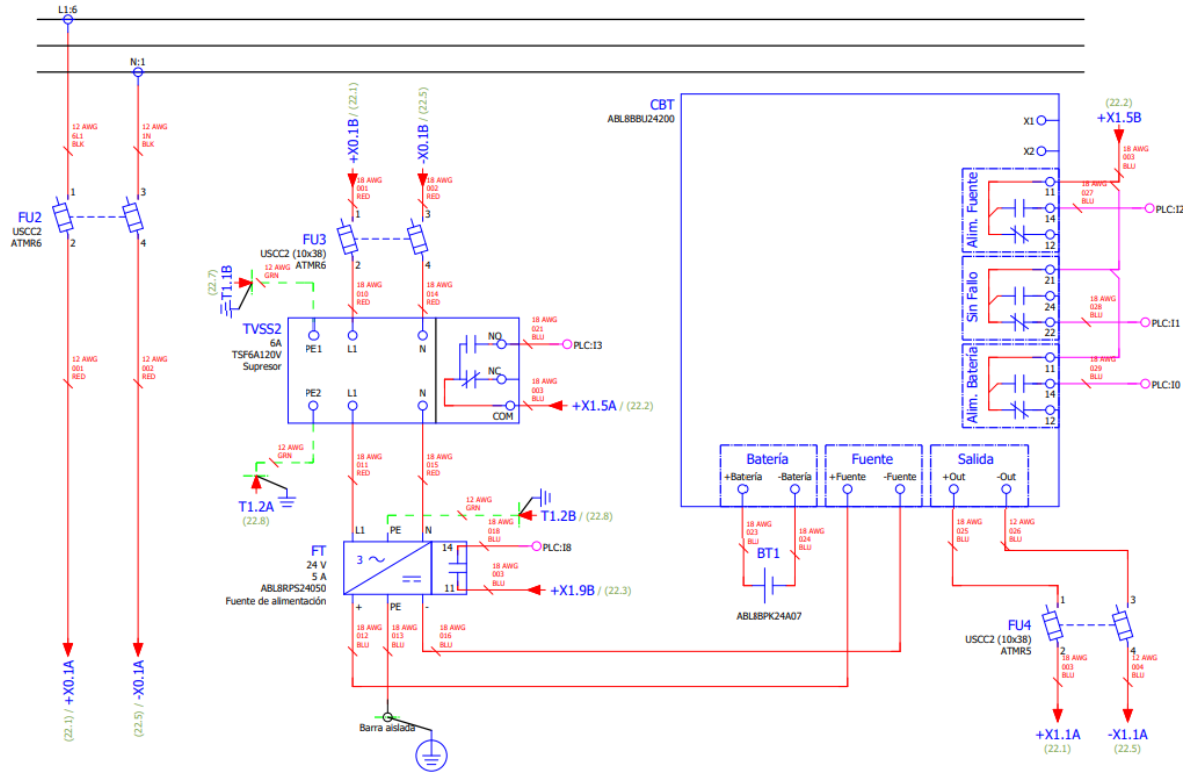 L1:6
N:1
12 AWG
6L1
BLK
12 AWG
1N
BLK
1
3
FU2
USCC2
ATMR6
2
4
12 AWG
001
RED
12 AWG
002
RED
(22.1) / +X0.1A
(22.5) / -X0.1A
+X0.1B / (22.1)
-X0.1B / (22.5)
18 AWG
001
RED
18 AWG
002
RED
1
3
FU3
USCC2 (10x38)
ATMR6
2
4
12 AWG
GRN
T1.1B
(22.7)
18 AWG
010
RED
18 AWG
014
RED
TVSS2
6A
TSF6A120V
Supresor
PE1
L1
N
NO
NC
COM
PE2
L1
N
18 AWG
021
BLU
PLC:I3
18 AWG
003
BLU
+X1.5A / (22.2)
12 AWG
GRN
T1.2A
(22.8)
18 AWG
011
RED
18 AWG
015
RED
12 AWG
GRN
T1.2B / (22.8)
L1
PE
N
FT
24 V
5 A
ABL8RPS24050
Fuente de alimentación
3
14
11
18 AWG
018
BLU
PLC:I8
18 AWG
003
BLU
+X1.9B / (22.3)
+
PE
-
18 AWG
012
BLU
18 AWG
013
BLU
18 AWG
016
BLU
Barra aislada
CBT
ABL8BBU24200
X1
X2
(22.2)
+X1.5B
18 AWG
003
BLU
Alim. Fuente
11
14
12
18 AWG
027
BLU
PLC:I2
Sin Fallo
21
24
22
18 AWG
028
BLU
PLC:I1
Alim. Batería
11
14
12
18 AWG
029
BLU
PLC:I0
Batería
+Batería
-Batería
Fuente
+Fuente
-Fuente
Salida
+Out
-Out
18 AWG
023
BLU
18 AWG
024
BLU
BT1
ABL8BPK24A07
18 AWG
025
BLU
12 AWG
026
BLU
1
3
FU4
USCC2 (10x38)
ATMR5
2
4
18 AWG
003
BLU
12 AWG
004
BLU
+X1.1A
(22.1)
-X1.1A
(22.5)